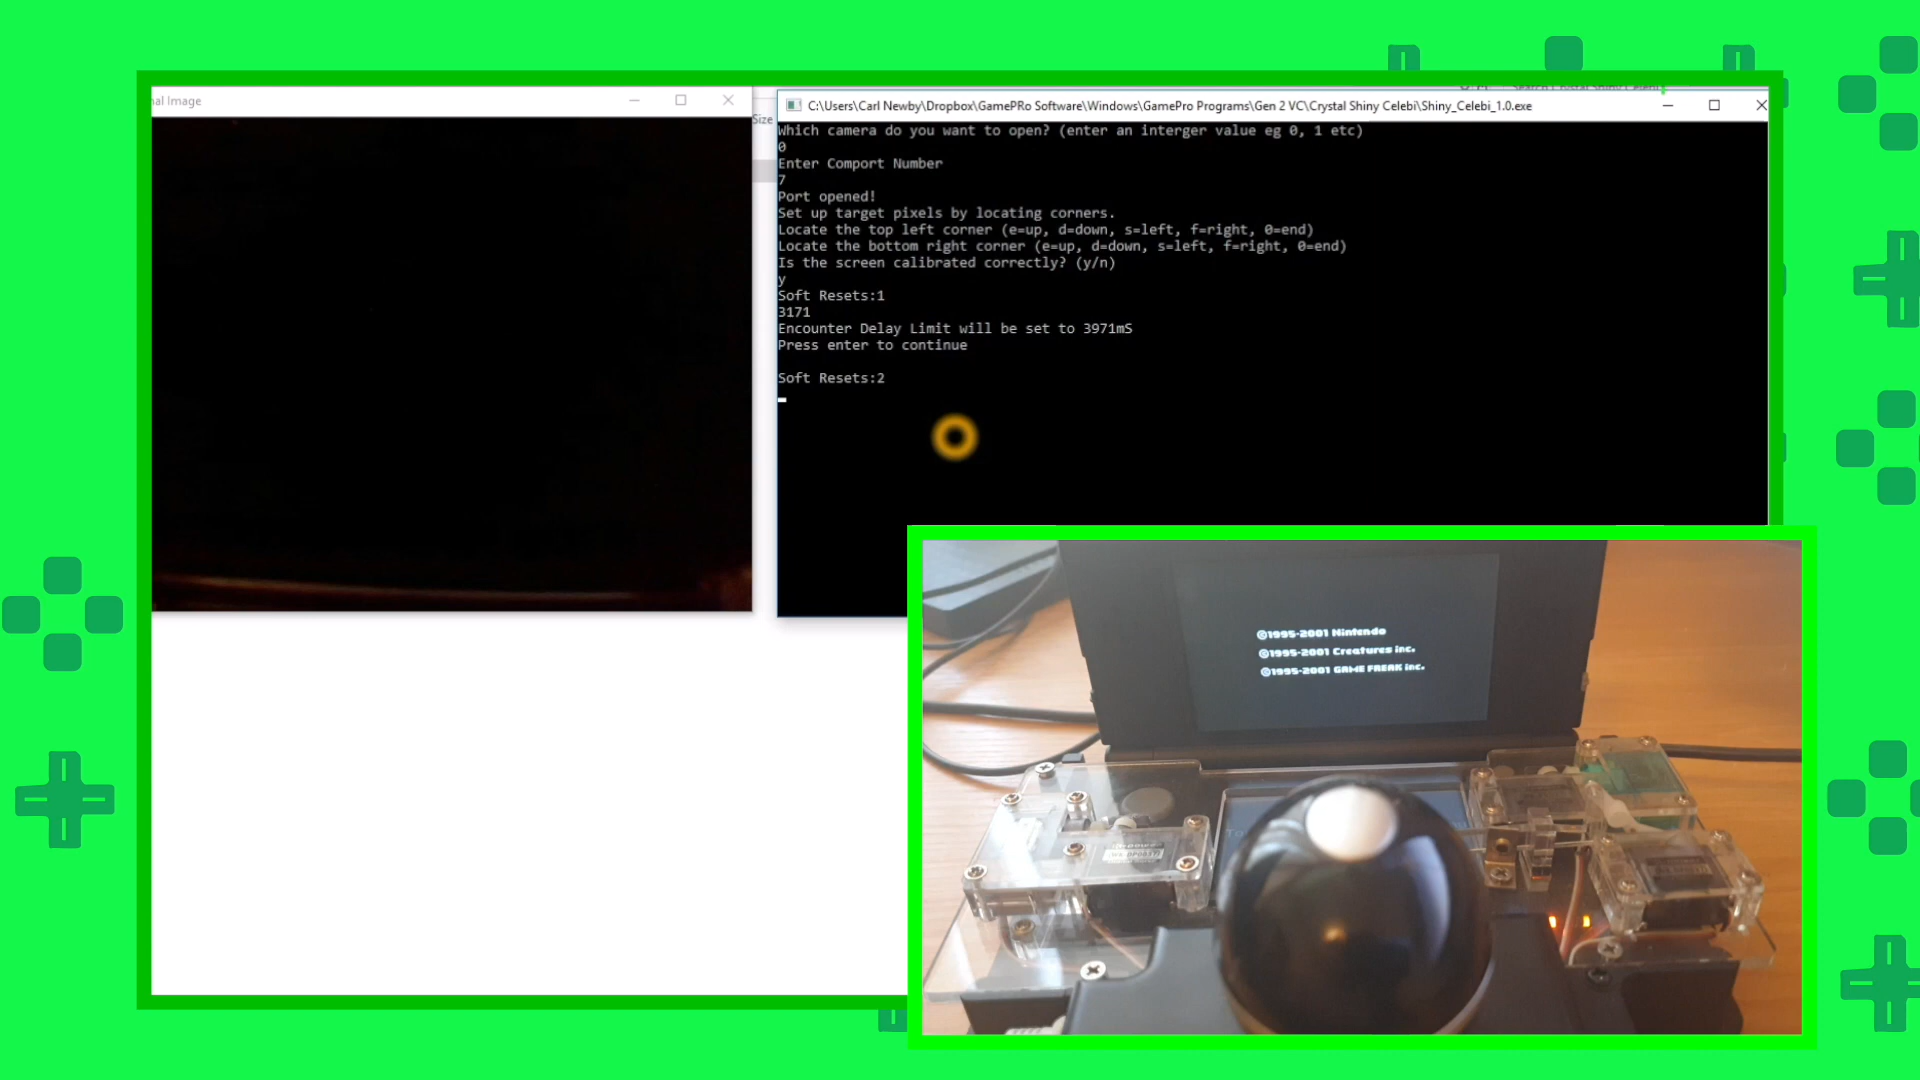 nal Image
Size
C:\Users\Carl Newby\Dropbox\GamePRo Software\Windows\GamePro Programs\Gen 2 VC\Crystal Shiny Celebi\Shiny_Celebi_1.0.exe
Which camera do you want to open? (enter an interger value eg 0, 1 etc)
0
Enter Comport Number
7
Port opened!
Set up target pixels by locating corners.
Locate the top left corner (e=up, d=down, s=left, f=right, 0=end)
Locate the bottom right corner (e=up, d=down, s=left, f=right, 0=end)
Is the screen calibrated correctly? (y/n)
y
Soft Resets:1
3171
Encounter Delay Limit will be set to 3971mS
Press enter to continue
Soft Resets:2
©1995-2001 Nintendo
©1995-2001 Creatures inc.
©1995-2001 GAME FREAK inc.